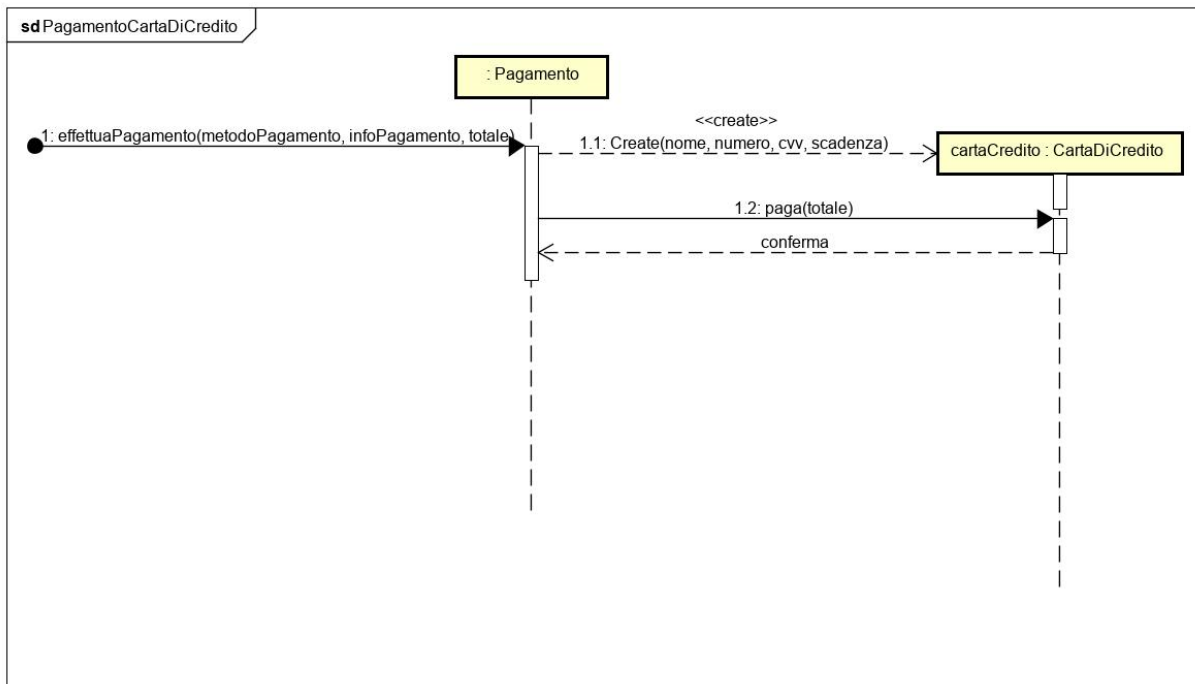 sd PagamentoCartaDiCredito
: Pagamento
<<create>>
1: effettuaPagamento(metodoPagamento, infoPagamento, totale)
1.1: Create(nome, numero, cvv, scadenza)
cartaCredito : CartaDiCredito
1.2: paga(totale)
conferma